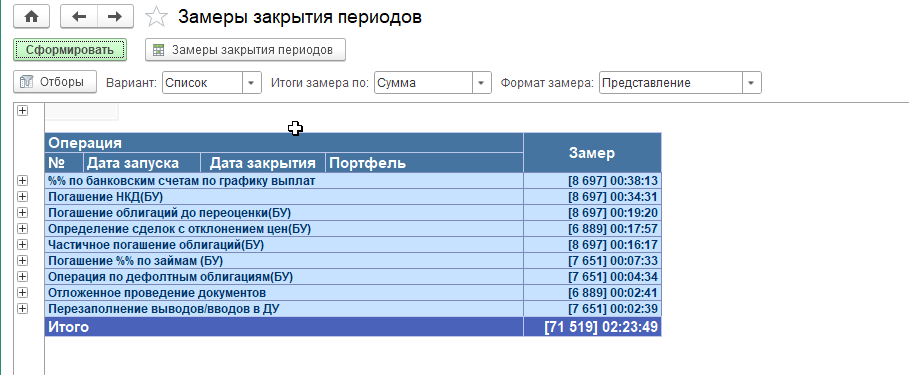 Замеры закрытия периодов
Сформировать Замеры закрытия периодов
Отборы Вариант: Список Итоги замера по: Сумма Формат замера: Представление
Операция Замер
№ Дата запуска Дата закрытия Портфель
%% по банковским счетам по графику выплат [8 697] 00:38:13
Погашение НКД(БУ) [8 697] 00:34:31
Погашение облигаций до переоценки(БУ) [8 697] 00:19:20
Определение сделок с отклонением цен(БУ) [6 889] 00:17:57
Частичное погашение облигаций(БУ) [8 697] 00:16:17
Погашение %% по займам (БУ) [7 651] 00:07:33
Операция по дефолтным облигациям(БУ) [7 651] 00:04:34
Отложенное проведение документов [6 889] 00:02:41
Перезаполнение выводов/вводов в ДУ [7 651] 00:02:39
Итого [71 519] 02:23:49